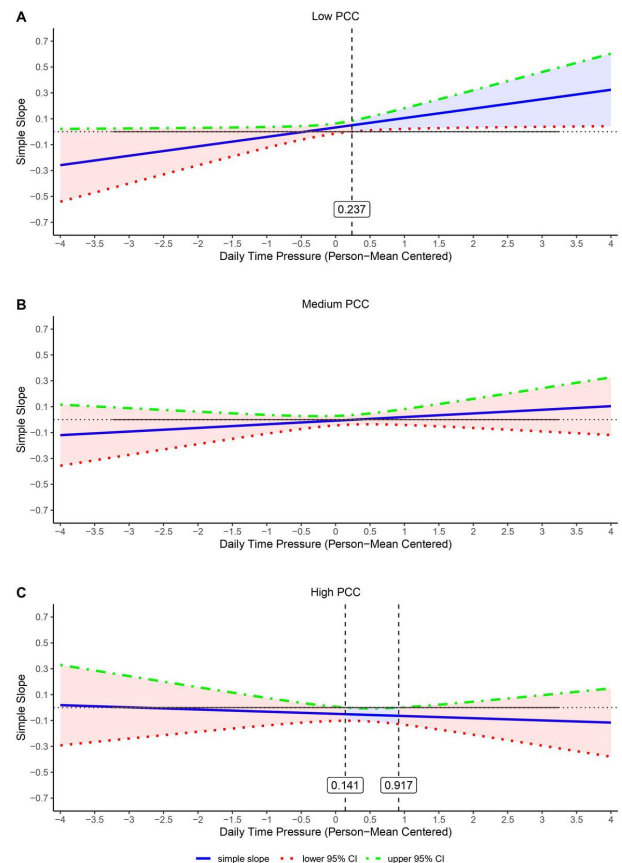 A
Low PCC
Simple Slope
0.7
0.5
0.3
0.1
−0.1
−0.3
−0.5
−0.7
0.237
−4 −3.5 −3 −2.5 −2 −1.5 −1 −0.5 0 0.5 1 1.5 2 2.5 3 3.5 4
Daily Time Pressure (Person−Mean Centered)
B
Medium PCC
Simple Slope
0.7
0.5
0.3
0.1
−0.1
−0.3
−0.5
−0.7
−4 −3.5 −3 −2.5 −2 −1.5 −1 −0.5 0 0.5 1 1.5 2 2.5 3 3.5 4
Daily Time Pressure (Person−Mean Centered)
C
High PCC
Simple Slope
0.7
0.5
0.3
0.1
−0.1
−0.3
−0.5
−0.7
0.141 0.917
−4 −3.5 −3 −2.5 −2 −1.5 −1 −0.5 0 0.5 1 1.5 2 2.5 3 3.5 4
Daily Time Pressure (Person−Mean Centered)
simple slope lower 95% CI upper 95% CI